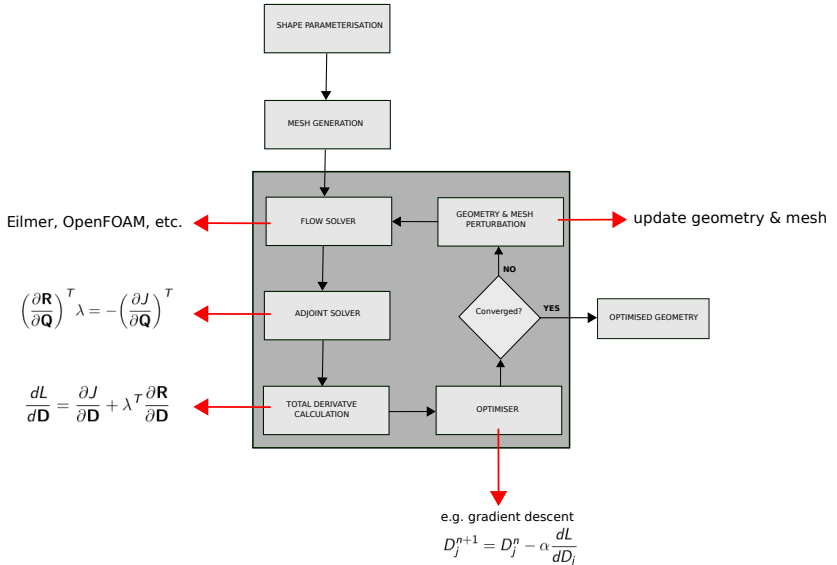 SHAPE PARAMETERISATION
MESH GENERATION
Eilmer, OpenFOAM, etc.
FLOW SOLVER
GEOMETRY & MESH
PERTURBATION
update geometry & mesh
NO
(∂R/∂Q)^T λ = −(∂J/∂Q)^T
ADJOINT SOLVER
Converged?
YES
OPTIMISED GEOMETRY
dL/dD = ∂J/∂D + λ^T ∂R/∂D
TOTAL DERIVATVE
CALCULATION
OPTIMISER
e.g. gradient descent
D_j^{n+1} = D_j^n − α dL/dD_i